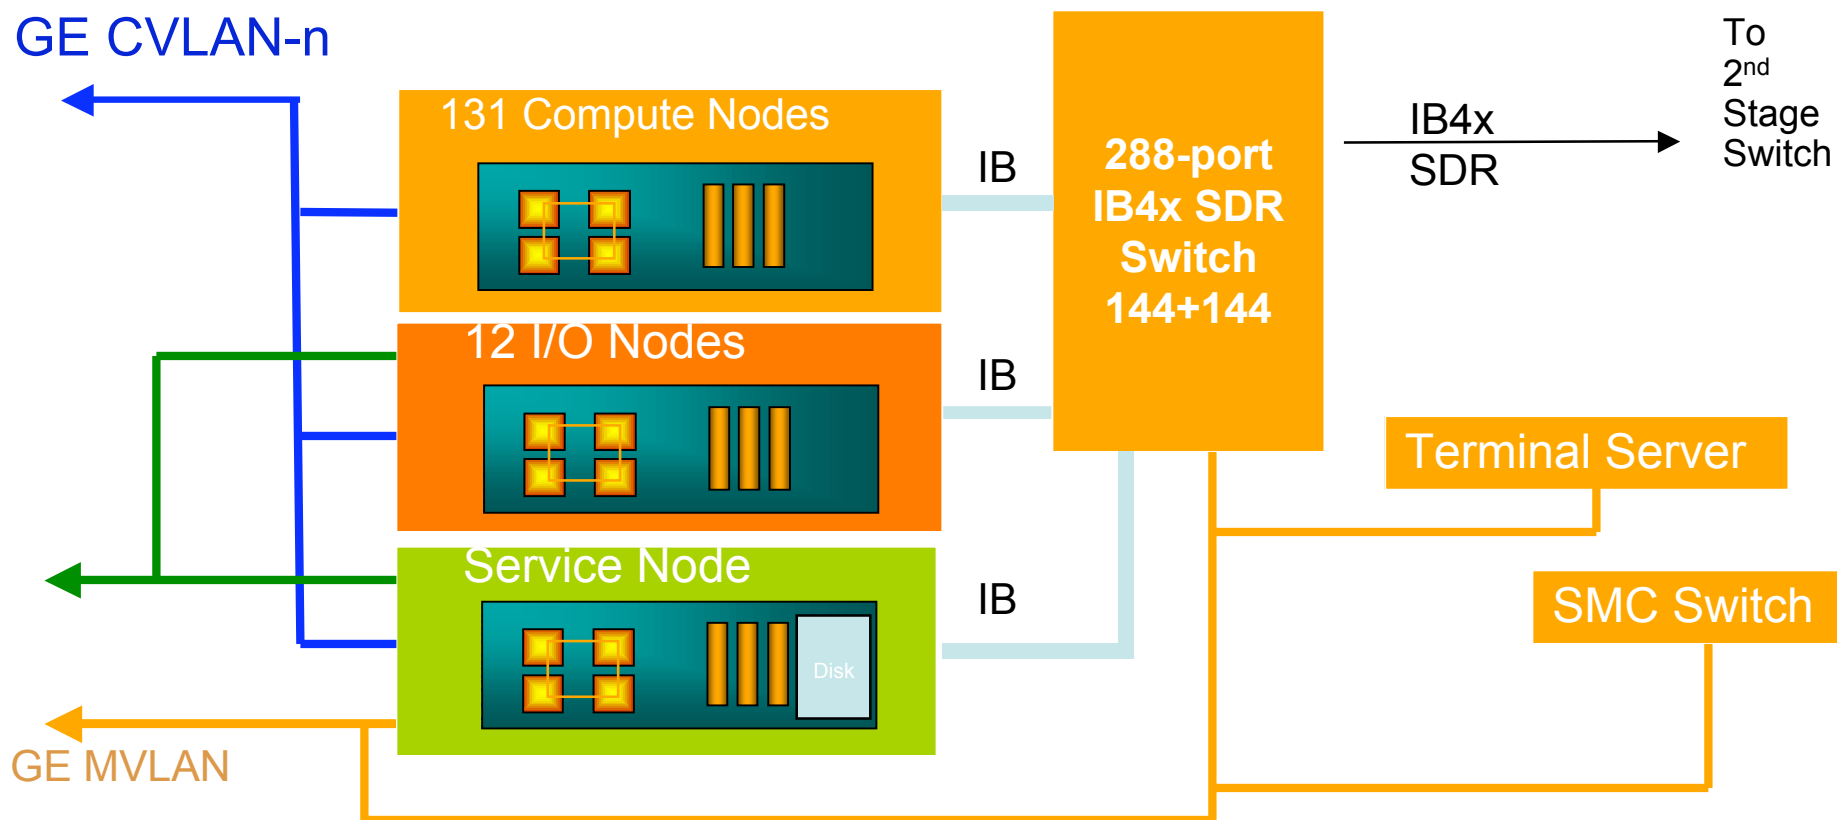 GE CVLAN-n
131 Compute Nodes
IB
288-port
IB4x SDR
Switch
144+144
IB4x
SDR
To
2nd
Stage
Switch
12 I/O Nodes
IB
Terminal Server
Service Node
IB
Disk
SMC Switch
GE MVLAN